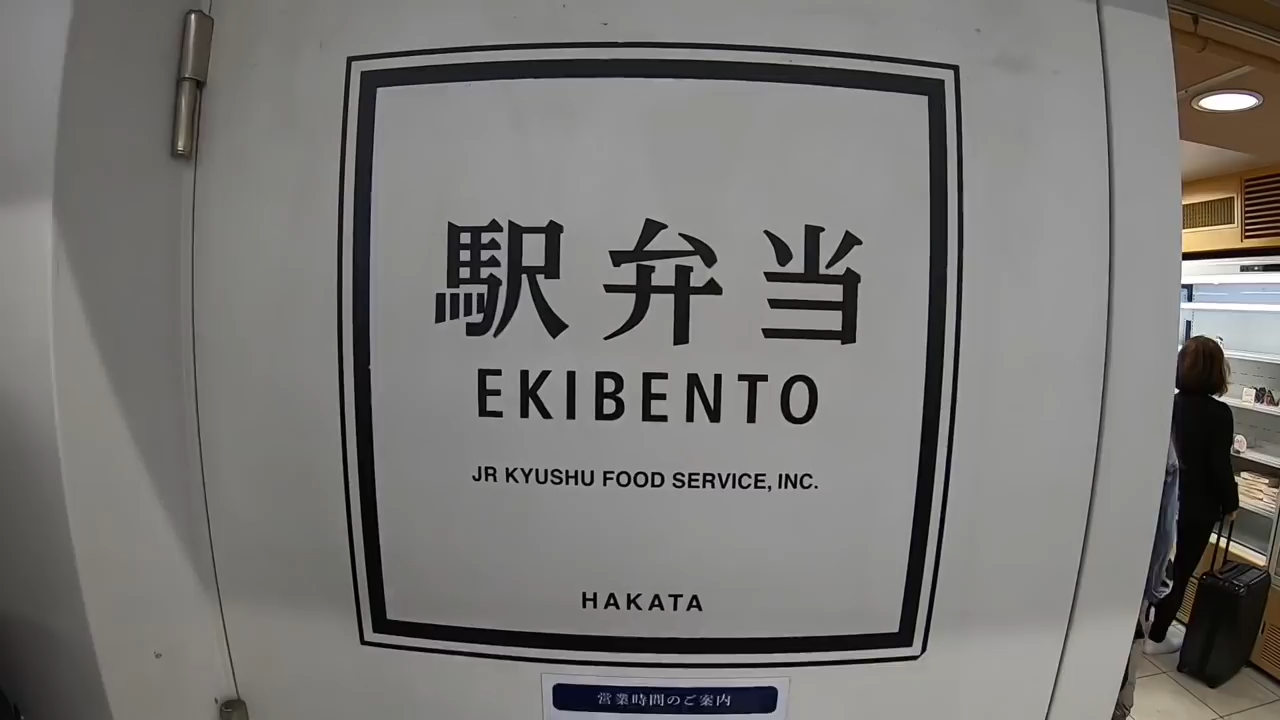 駅弁当
EKIBENTO
JR KYUSHU FOOD SERVICE, INC.
HAKATA
営業時間のご案内